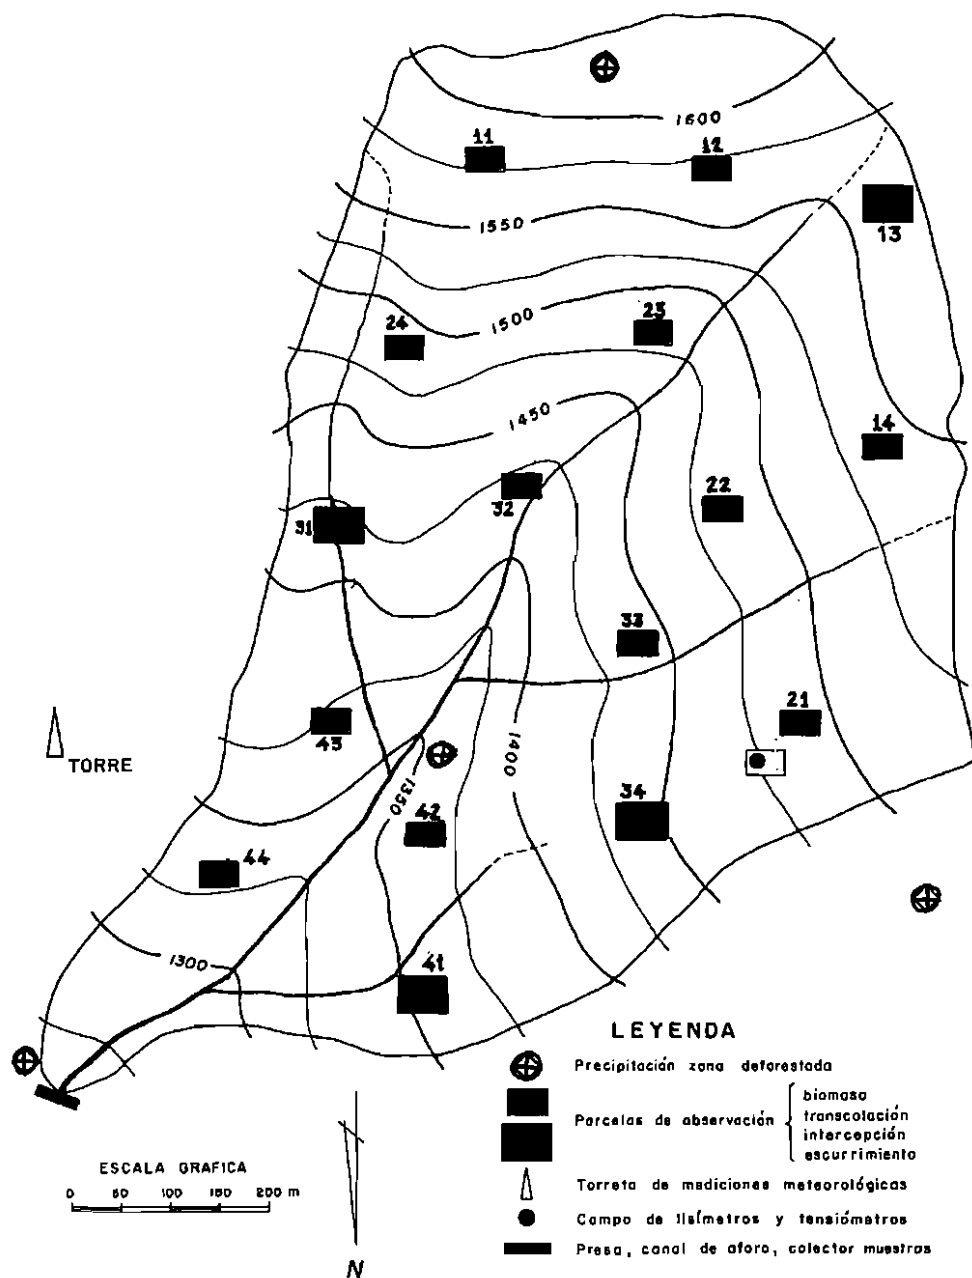 1600
11
12
13
1550
1500
23
24
1450
14
32
22
31
33
21
43
TORRE
1400
1350
34
42
44
41
1300
LEYENDA
Precipitación zona deforestada
Parcelas de observación
biomasa
transcolación
intercepción
escurrimiento
Torreta de mediciones meteorológicas
Campo de lisímetros y tensiómetros
Presa, canal de aforo, colector muestras
ESCALA GRAFICA
0 50 100 150 200 m
N